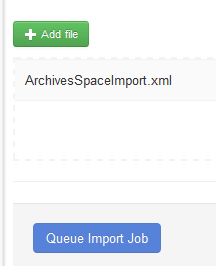 Add file
ArchivesSpaceImport.xml
Queue Import Job